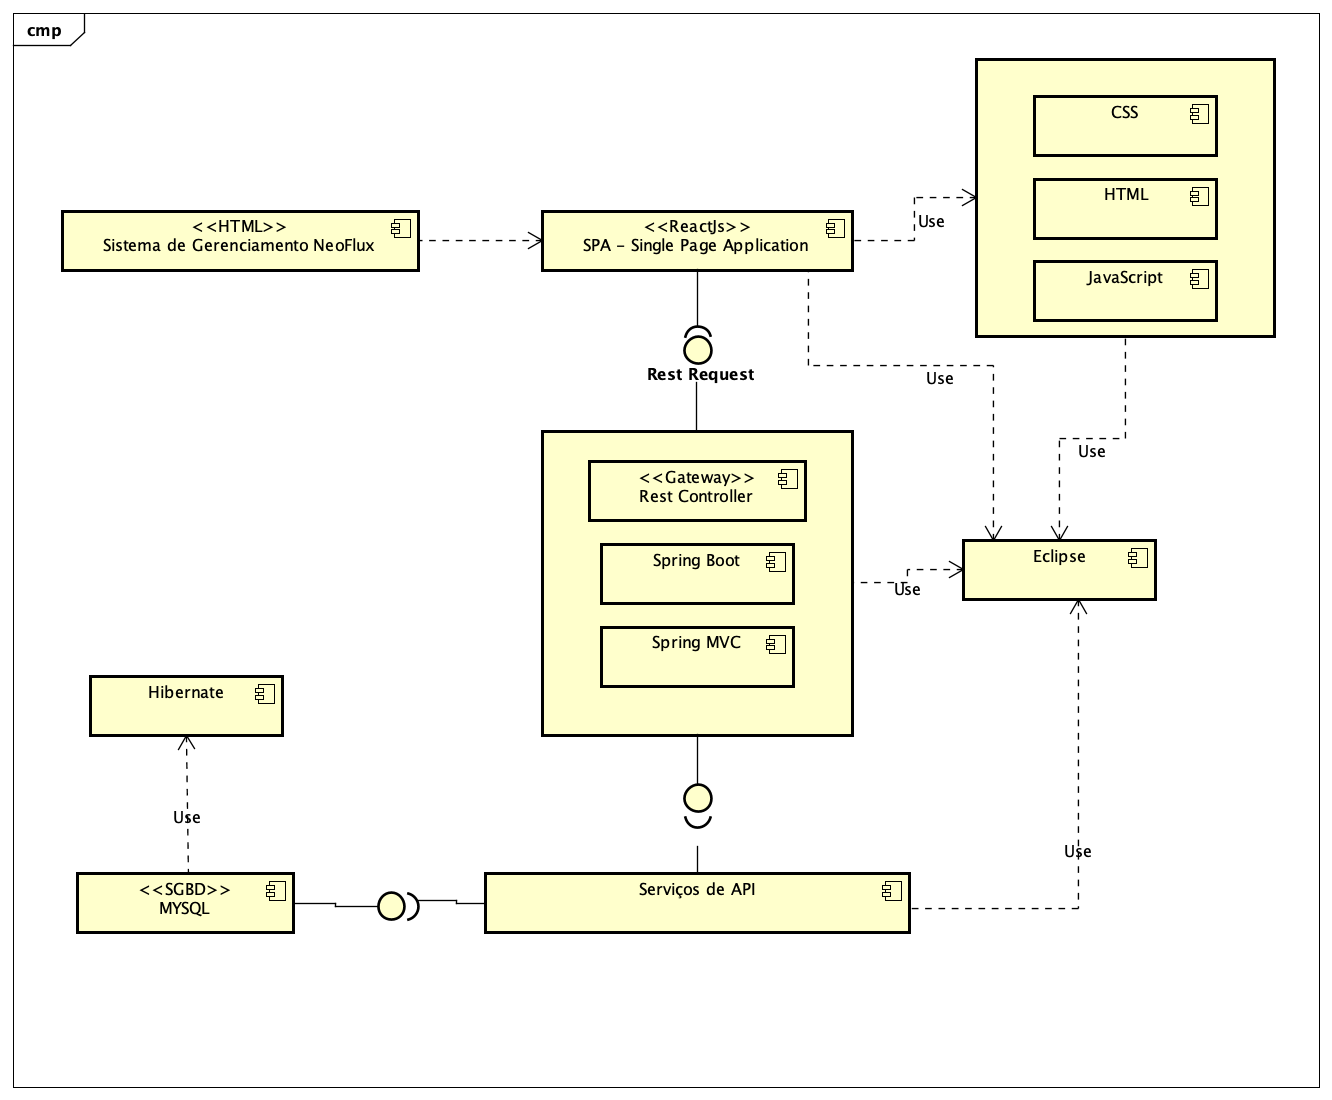 cmp
CSS
HTML
JavaScript
<<HTML>>
Sistema de Gerenciamento NeoFlux
<<ReactJs>>
SPA - Single Page Application
Use
Rest Request
Use
Use
<<Gateway>>
Rest Controller
Spring Boot
Spring MVC
Use
Eclipse
Hibernate
Use
Use
<<SGBD>>
MYSQL
Serviços de API